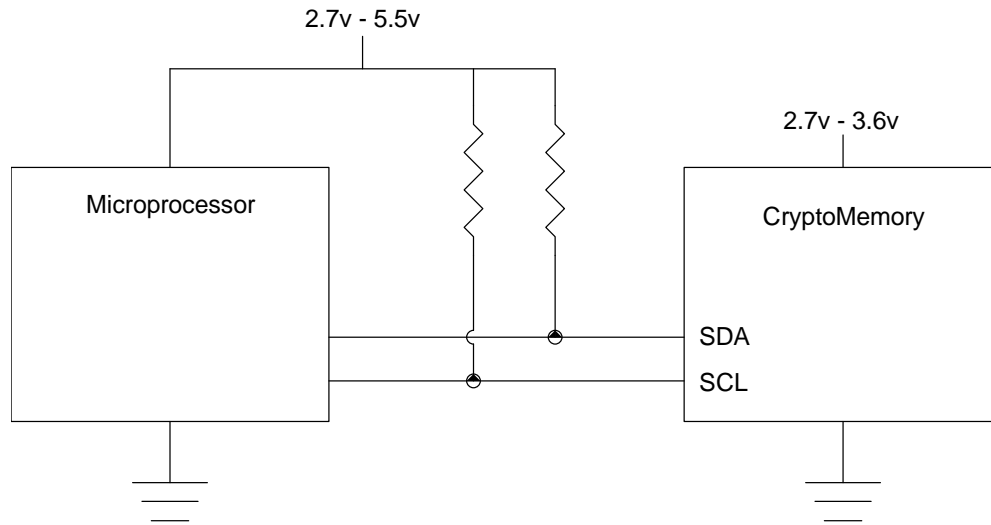 2.7v - 5.5v
2.7v - 3.6v
Microprocessor
CryptoMemory
SDA
SCL